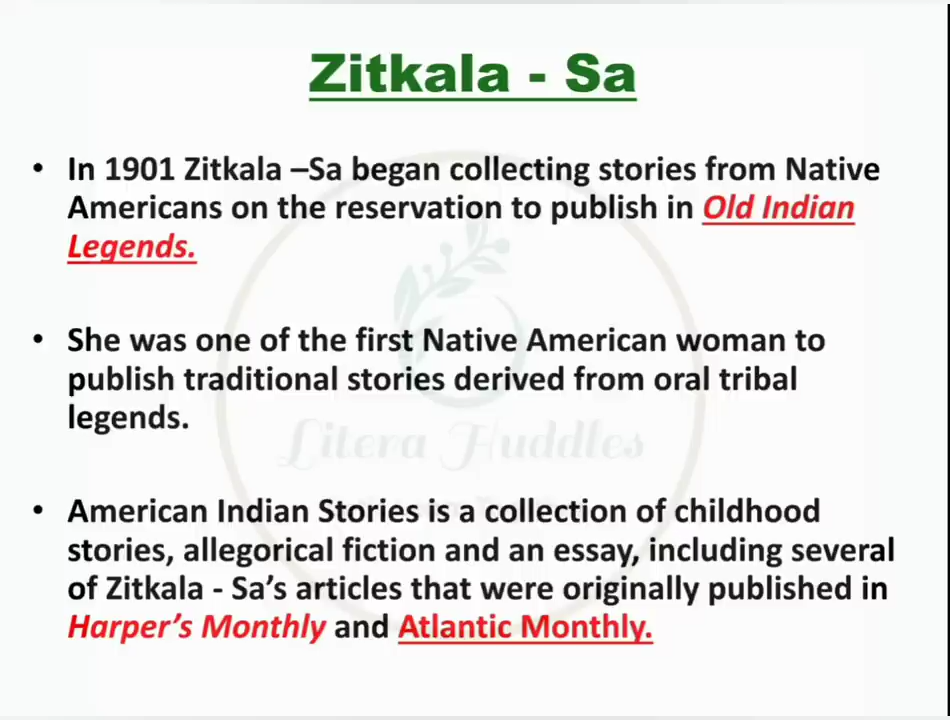 Zitkala - Sa
• In 1901 Zitkala –Sa began collecting stories from Native
Americans on the reservation to publish in Old Indian
Legends.
• She was one of the first Native American woman to
publish traditional stories derived from oral tribal
legends.
• American Indian Stories is a collection of childhood
stories, allegorical fiction and an essay, including several
of Zitkala - Sa’s articles that were originally published in
Harper’s Monthly and Atlantic Monthly.
Litera Huddles